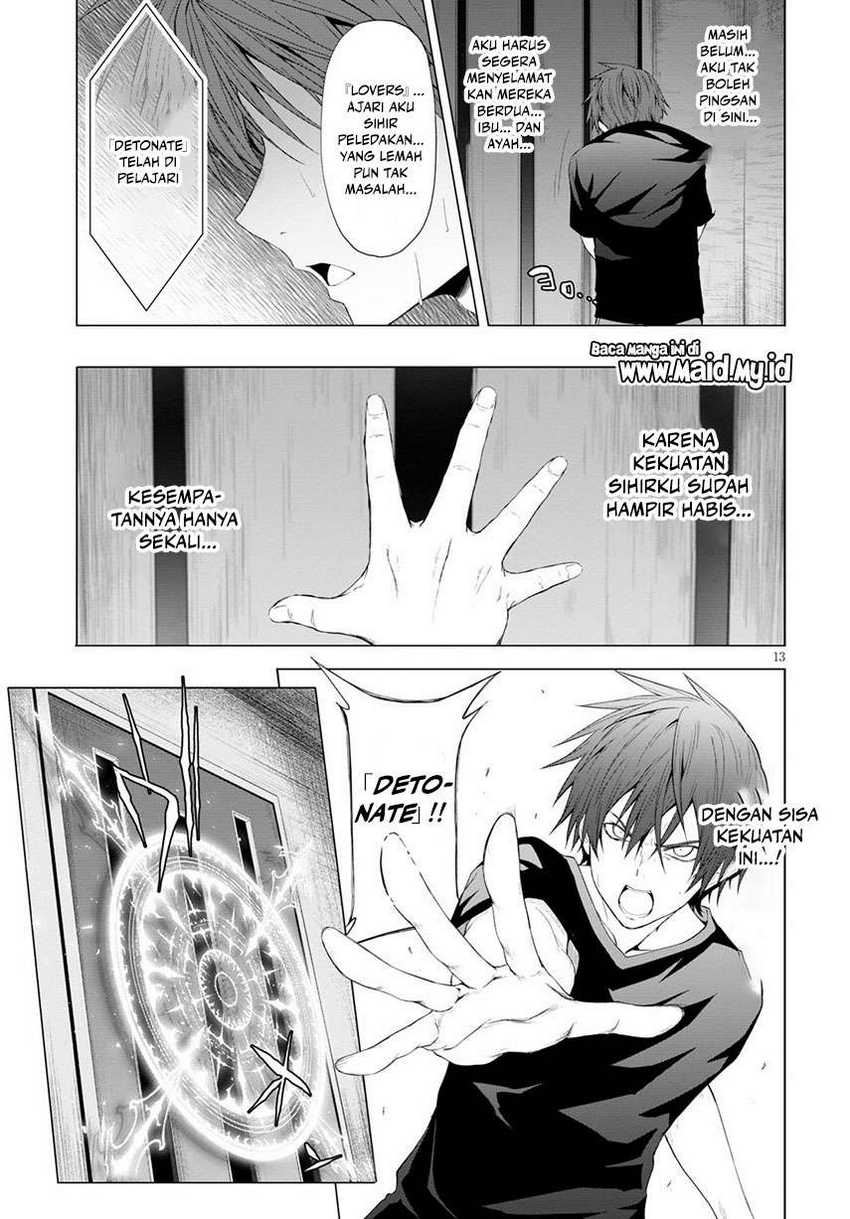 MASIH
BELUM...
AKU TAK
BOLEH
PINGSAN
DI SINI...
AKU HARUS
SEGERA
MENYELAMAT
KAN MEREKA
BERDUA...
IBU... DAN
AYAH...
ヨロ...
『LOVERS』...
AJARI AKU
SIHIR
PELEDAKAN...
YANG LEMAH
PUN TAK
MASALAH...
『DETONATE』
TELAH DI
PELAJARI
Baca Manga ini di
www.Maid.My.id
KARENA
KEKUATAN
SIHIRKU SUDAH
HAMPIR HABIS...
KESEMPA-
TANNYA HANYA
SEKALI...
13
DENGAN SISA
KEKUATAN
INI...!
「DETO-
NATE」!!